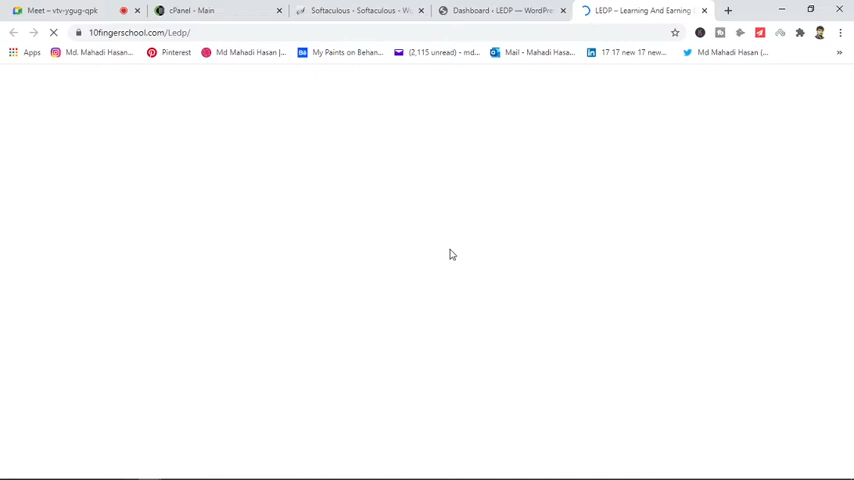 Meet – vtv-ygug-qpk
cPanel - Main
Softaculous - Softaculous - Wo
Dashboard ‹ LEDP — WordPre
LEDP – Learning And Earning
10fingerschool.com/Ledp/
Apps
Md. Mahadi Hasan...
Pinterest
Md Mahadi Hasan (...
My Paints on Behan...
(2,115 unread) - md...
Mail - Mahadi Hasa...
17 17 new 17 new...
Md Mahadi Hasan (...